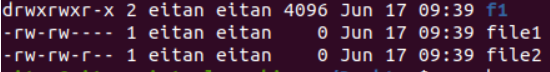 drwxrwxr-x 2 eitan eitan 4096 Jun 17 09:39 f1
-rw-rw---- 1 eitan eitan    0 Jun 17 09:39 file1
-rw-rw-r-- 1 eitan eitan    0 Jun 17 09:39 file2